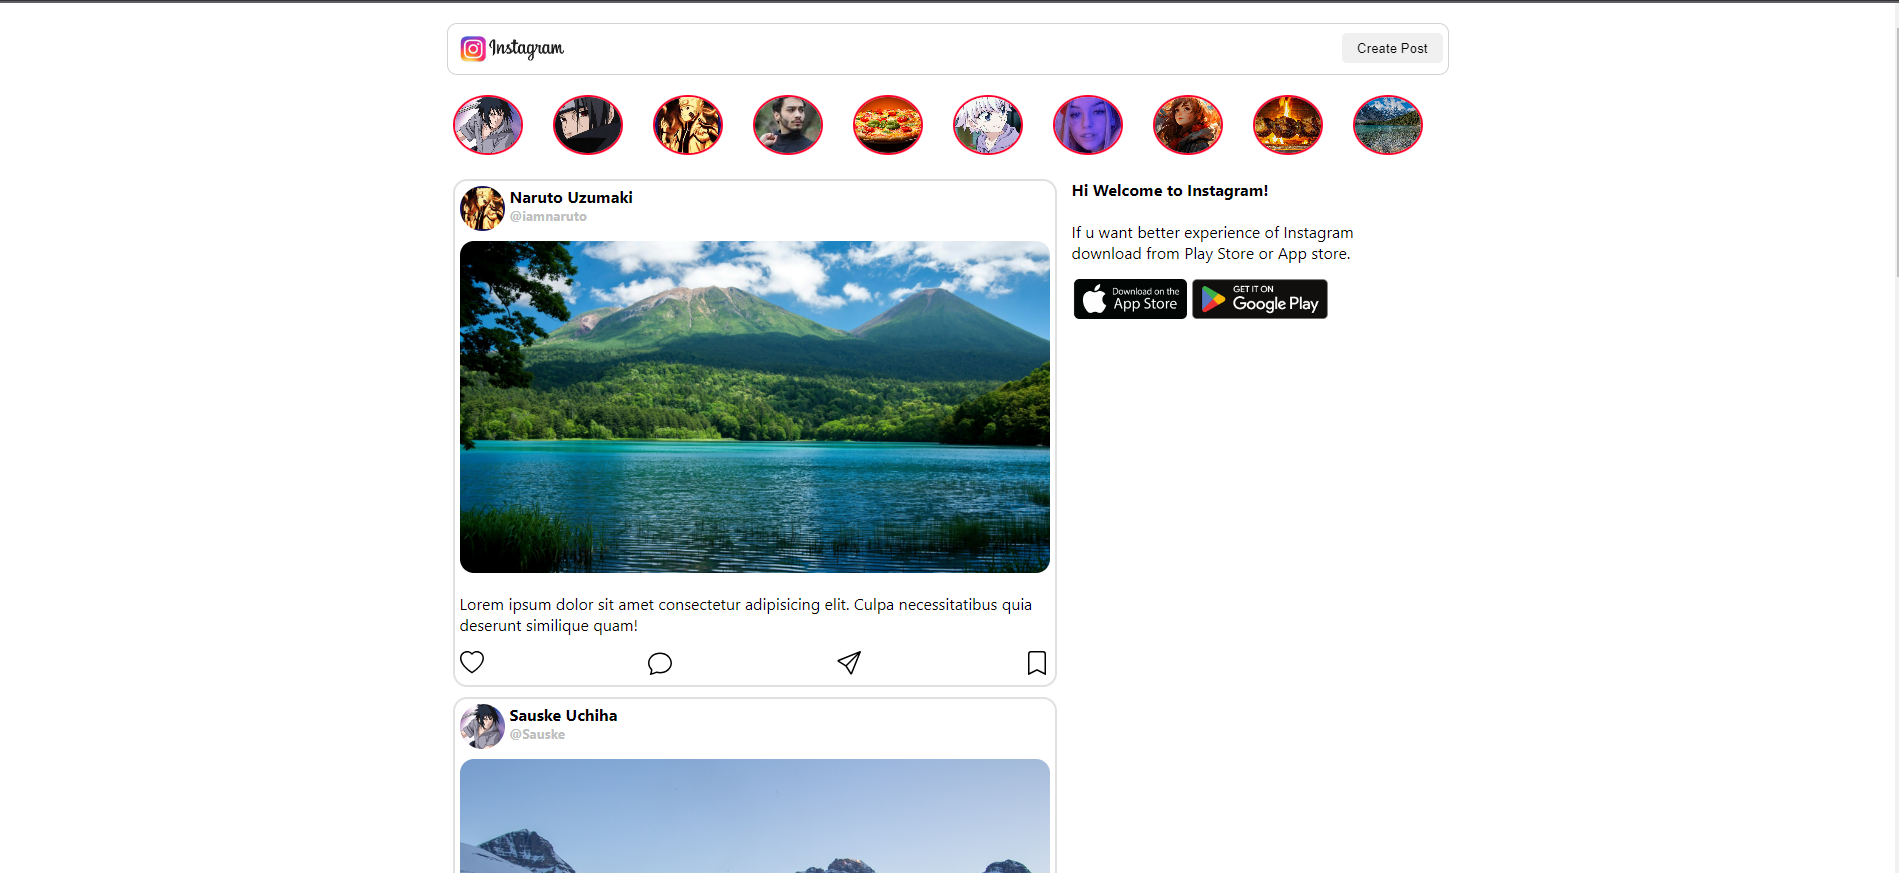 Instagram
Create Post
Naruto Uzumaki
@iamnaruto
Lorem ipsum dolor sit amet consectetur adipisicing elit. Culpa necessitatibus quia
deserunt similique quam!
Sauske Uchiha
@Sauske
Hi Welcome to Instagram!
If u want better experience of Instagram
download from Play Store or App store.
Download on the
App Store
GET IT ON
Google Play